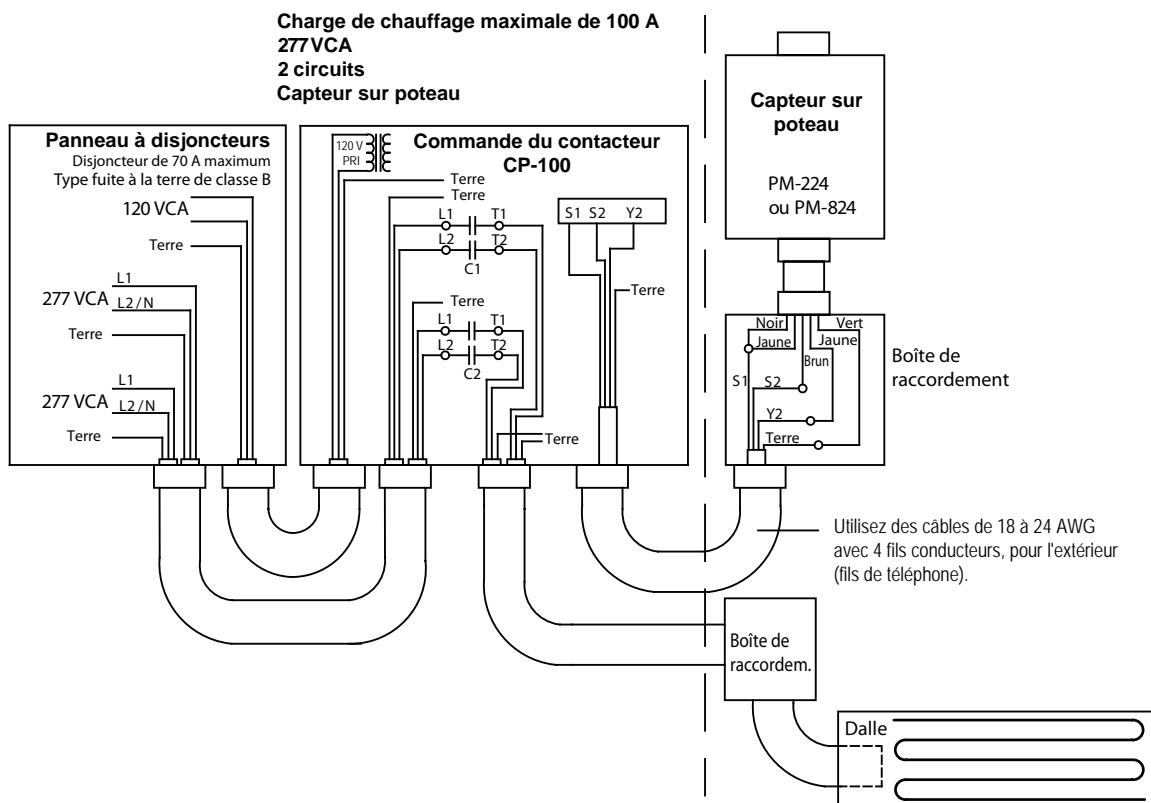 Charge de chauffage maximale de 100 A
277 VCA
2 circuits
Capteur sur poteau
Panneau à disjoncteurs
Disjoncteur de 70 A maximum
Type fuite à la terre de classe B
120 VCA
Terre
L1
277 VCA
L2 / N
Terre
L1
277 VCA
L2 / N
Terre
Commande du contacteur
CP-100
120 V
PRI
Terre
Terre
L1
T1
L2
T2
C1
Terre
L1
T1
L2
T2
C2
Terre
S1 S2 Y2
Terre
Capteur sur
poteau
PM-224
ou PM-824
Noir
Vert
Jaune
Jaune
Brun
S1
S2
Y2
Terre
Boîte de
raccordement
Utilisez des câbles de 18 à 24 AWG
avec 4 fils conducteurs, pour l'extérieur
(fils de téléphone).
Boîte de
raccordem.
Dalle